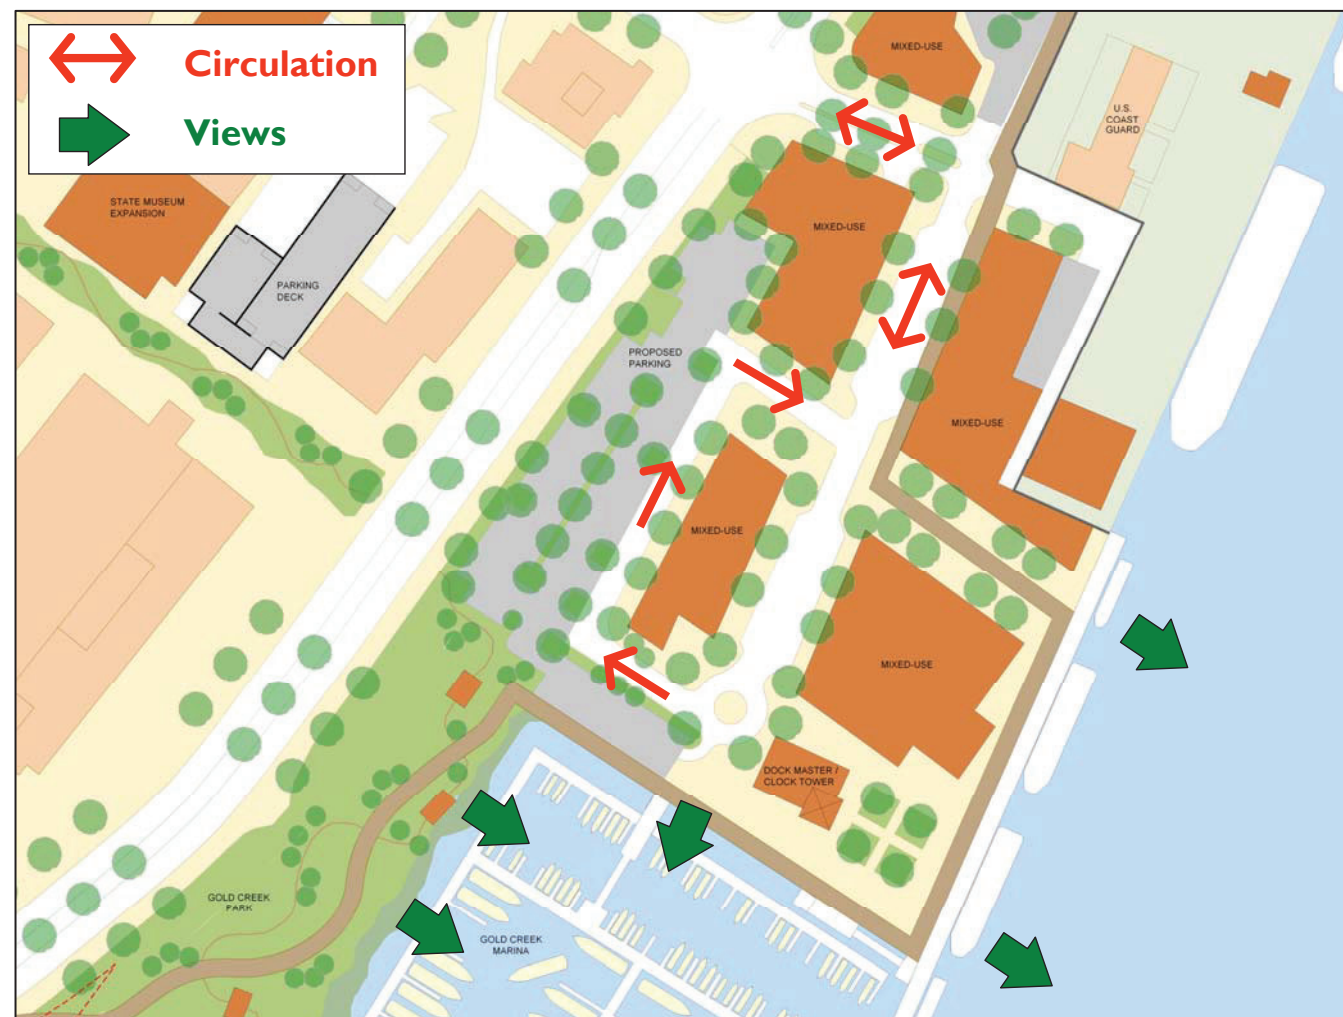 Circulation
Views
MIXED-USE
U.S.
COAST
GUARD
STATE MUSEUM
EXPANSION
MIXED-USE
PARKING
DECK
PROPOSED
PARKING
MIXED-USE
MIXED-USE
MIXED-USE
DOCK MASTER /
CLOCK TOWER
GOLD CREEK
PARK
GOLD CREEK
MARINA